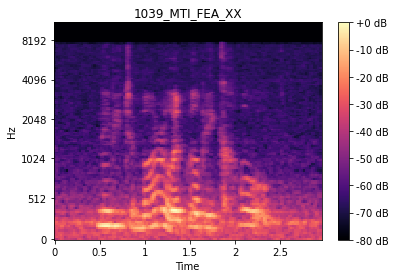 1039_MTI_FEA_XX
8192
4096
2048
1024
512
0
Hz
0
0.5
1
1.5
2
2.5
Time
+0 dB
-10 dB
-20 dB
-30 dB
-40 dB
-50 dB
-60 dB
-70 dB
-80 dB